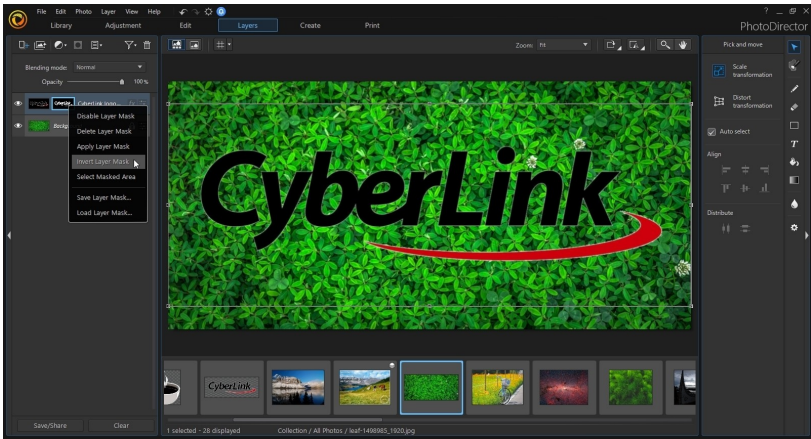 File Edit Photo Layer View Help
PhotoDirector
Library Adjustment Edit Layers Create Print
Zoom: Fit
Pick and move
Blending mode: Normal
Opacity 100%
Scale
transformation
Distort
transformation
Auto select
Align
Distribute
Disable Layer Mask
Delete Layer Mask
Apply Layer Mask
Invert Layer Mask
Select Masked Area
Save Layer Mask...
Load Layer Mask...
CyberLink
CyberLink
Save/Share Clear
1 selected - 28 displayed Collection / All Photos / leaf-1498985_1920.jpg